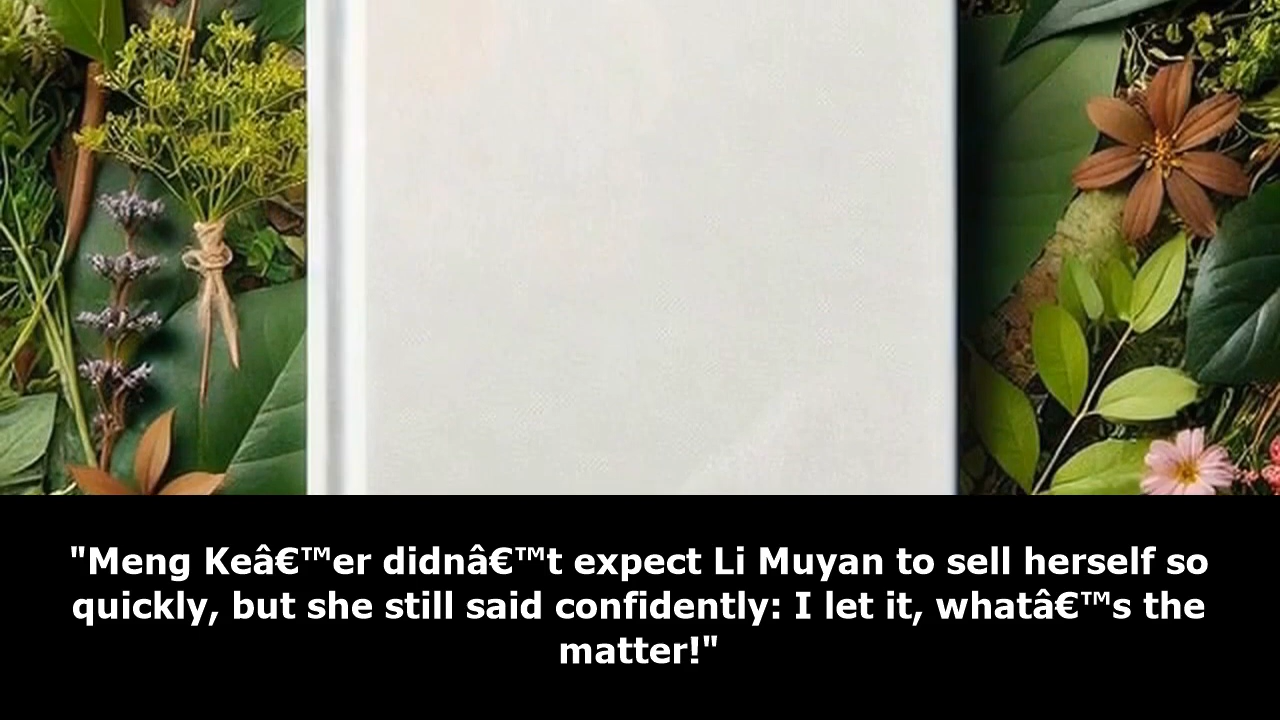 "Meng Keâ€™er didnâ€™t expect Li Muyan to sell herself so
quickly, but she still said confidently: I let it, whatâ€™s the
matter!"